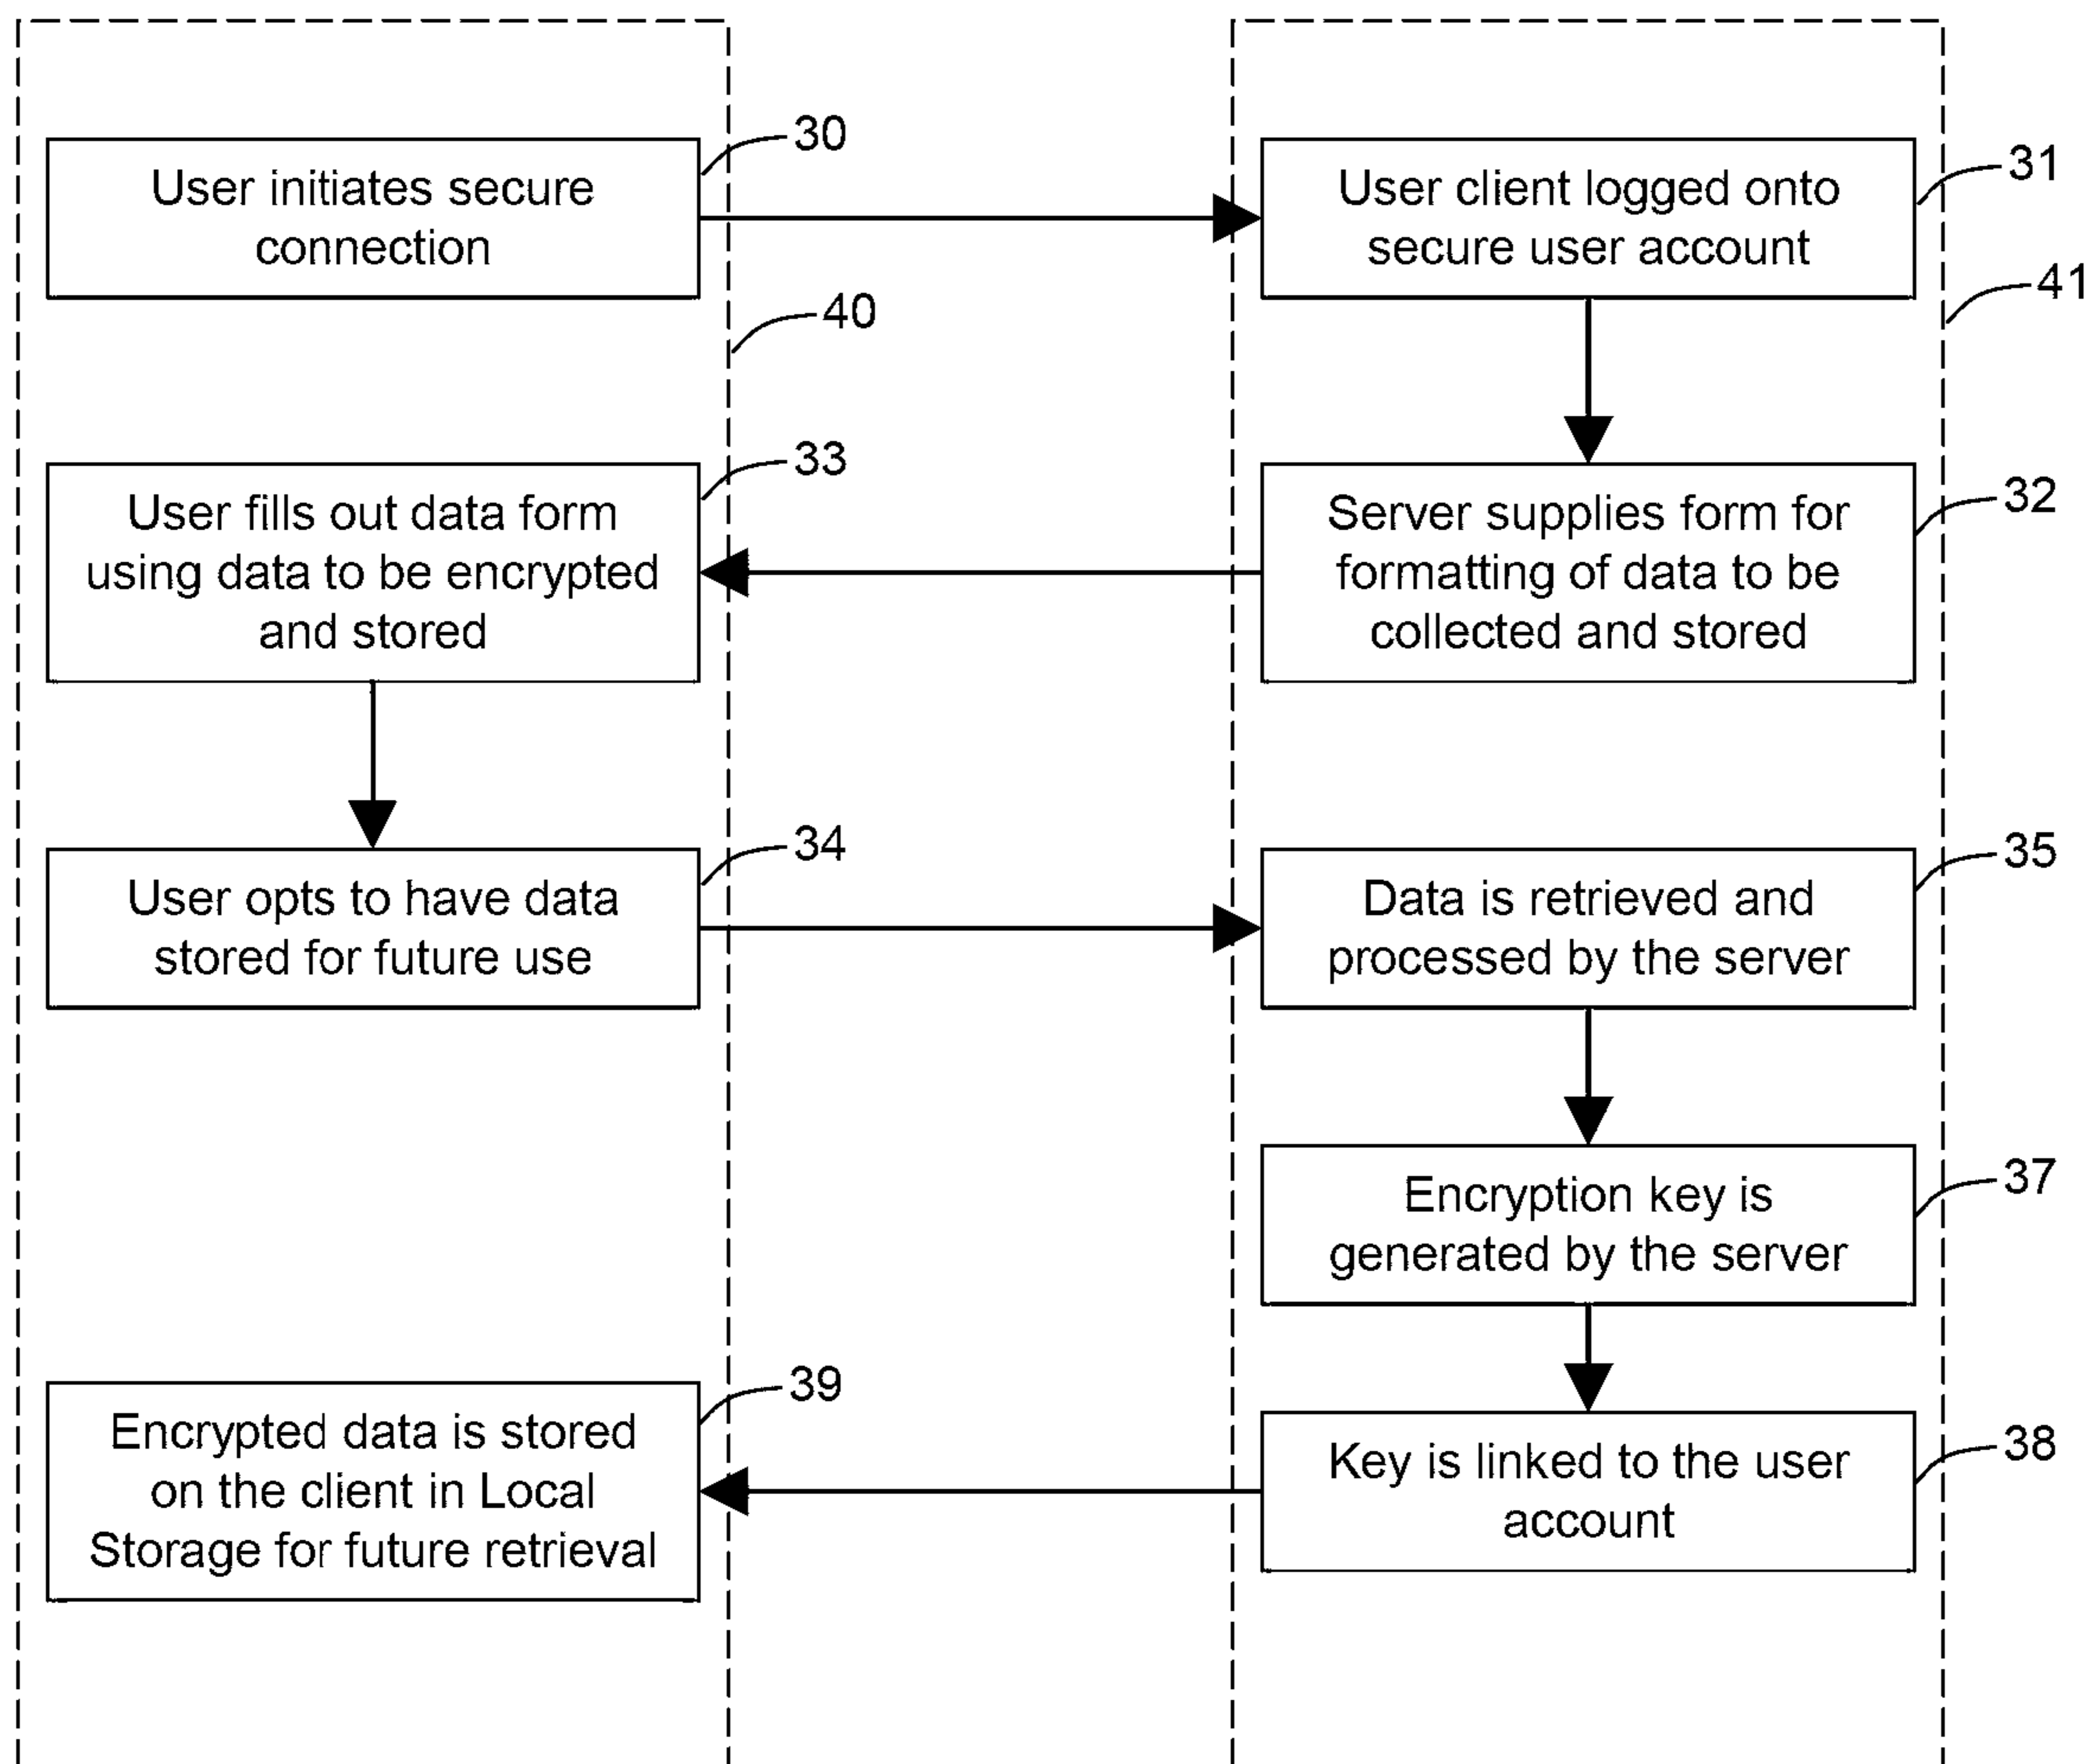 30
User initiates secure
connection
31
User client logged onto
secure user account
40
41
33
User fills out data form
using data to be encrypted
and stored
32
Server supplies form for
formatting of data to be
collected and stored
34
User opts to have data
stored for future use
35
Data is retrieved and
processed by the server
37
Encryption key is
generated by the server
39
Encrypted data is stored
on the client in Local
Storage for future retrieval
38
Key is linked to the user
account